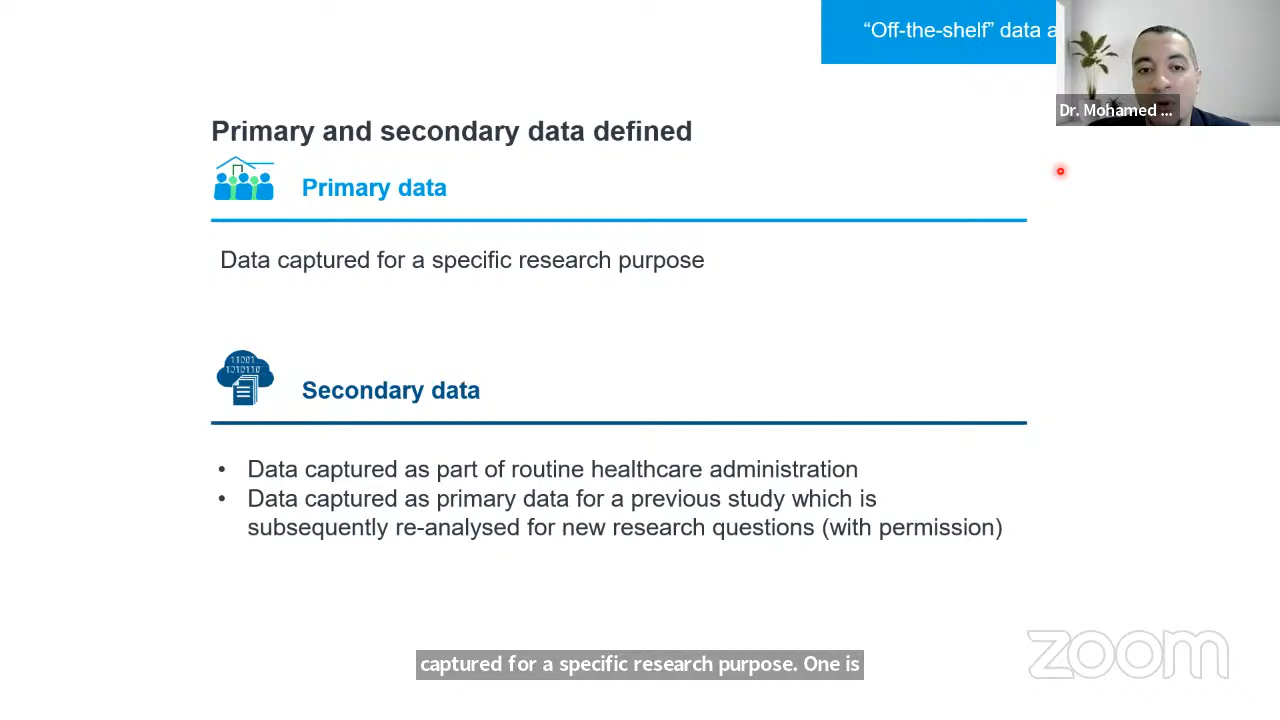 “Off-the-shelf” data a
Dr. Mohamed ...
Primary and secondary data defined
Primary data
Data captured for a specific research purpose
11001
1010110
Secondary data
• Data captured as part of routine healthcare administration
• Data captured as primary data for a previous study which is
subsequently re-analysed for new research questions (with permission)
captured for a specific research purpose. One is
zoom